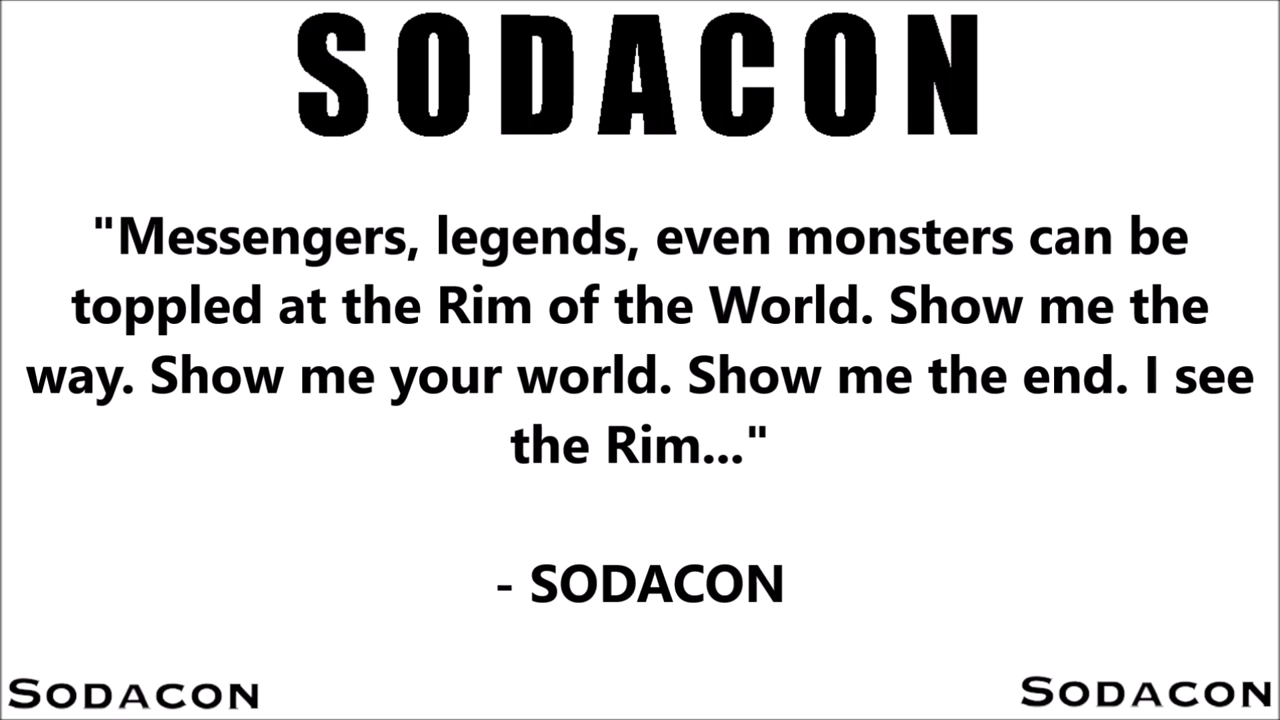 SODACON
"Messengers, legends, even monsters can be
toppled at the Rim of the World. Show me the
way. Show me your world. Show me the end. I see
the Rim..."
- SODACON
SODACON
SODACON